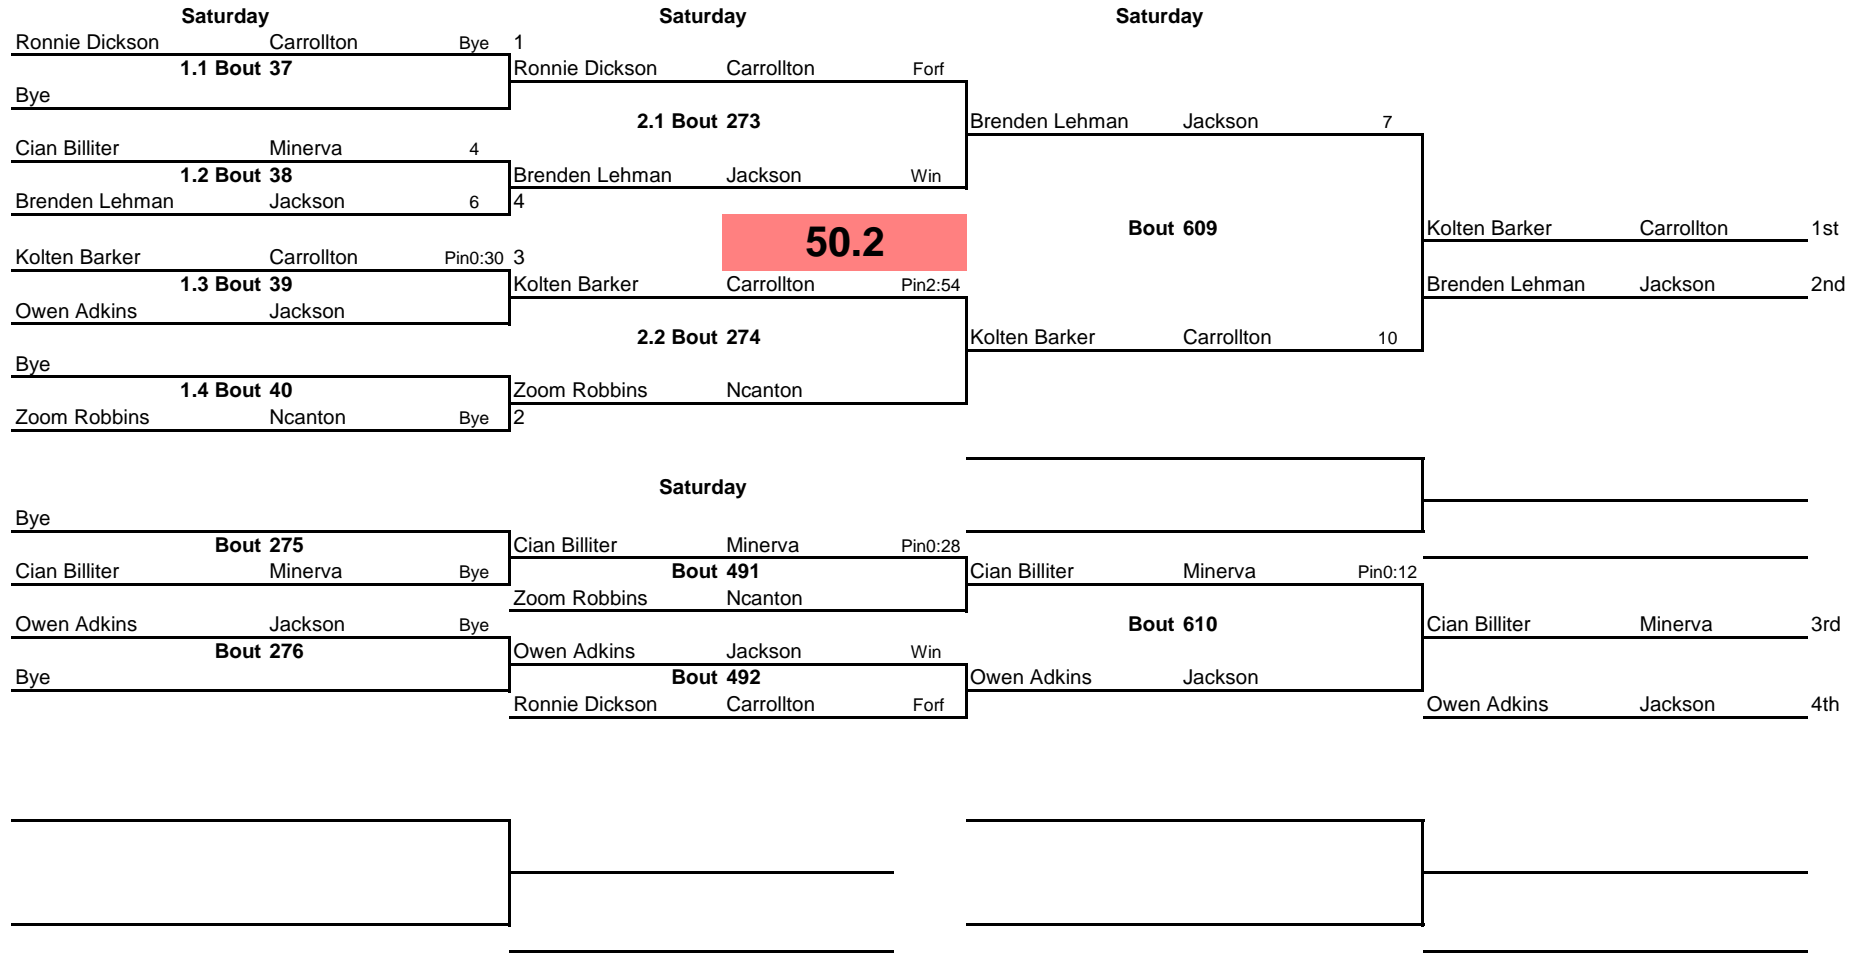 Saturday Saturday Saturday
Ronnie Dickson Carrollton Bye 1
1.1 Bout 37 Ronnie Dickson Carrollton Forf
Bye
2.1 Bout 273 Brenden Lehman Jackson 7
Cian Billiter Minerva 4
1.2 Bout 38 Brenden Lehman Jackson Win
Brenden Lehman Jackson 6 4
50.2 Bout 609 Kolten Barker Carrollton 1st
Kolten Barker Carrollton Pin0:30 3
1.3 Bout 39 Kolten Barker Carrollton Pin2:54 Brenden Lehman Jackson 2nd
Owen Adkins Jackson
2.2 Bout 274 Kolten Barker Carrollton 10
Bye
1.4 Bout 40 Zoom Robbins Ncanton
Zoom Robbins Ncanton Bye 2
Saturday
Bye
Bout 275 Cian Billiter Minerva Pin0:28
Cian Billiter Minerva Bye Bout 491 Cian Billiter Minerva Pin0:12
Zoom Robbins Ncanton
Owen Adkins Jackson Bye Bout 610 Cian Billiter Minerva 3rd
Bout 276 Owen Adkins Jackson Win
Bye Bout 492 Owen Adkins Jackson
Ronnie Dickson Carrollton Forf Owen Adkins Jackson 4th